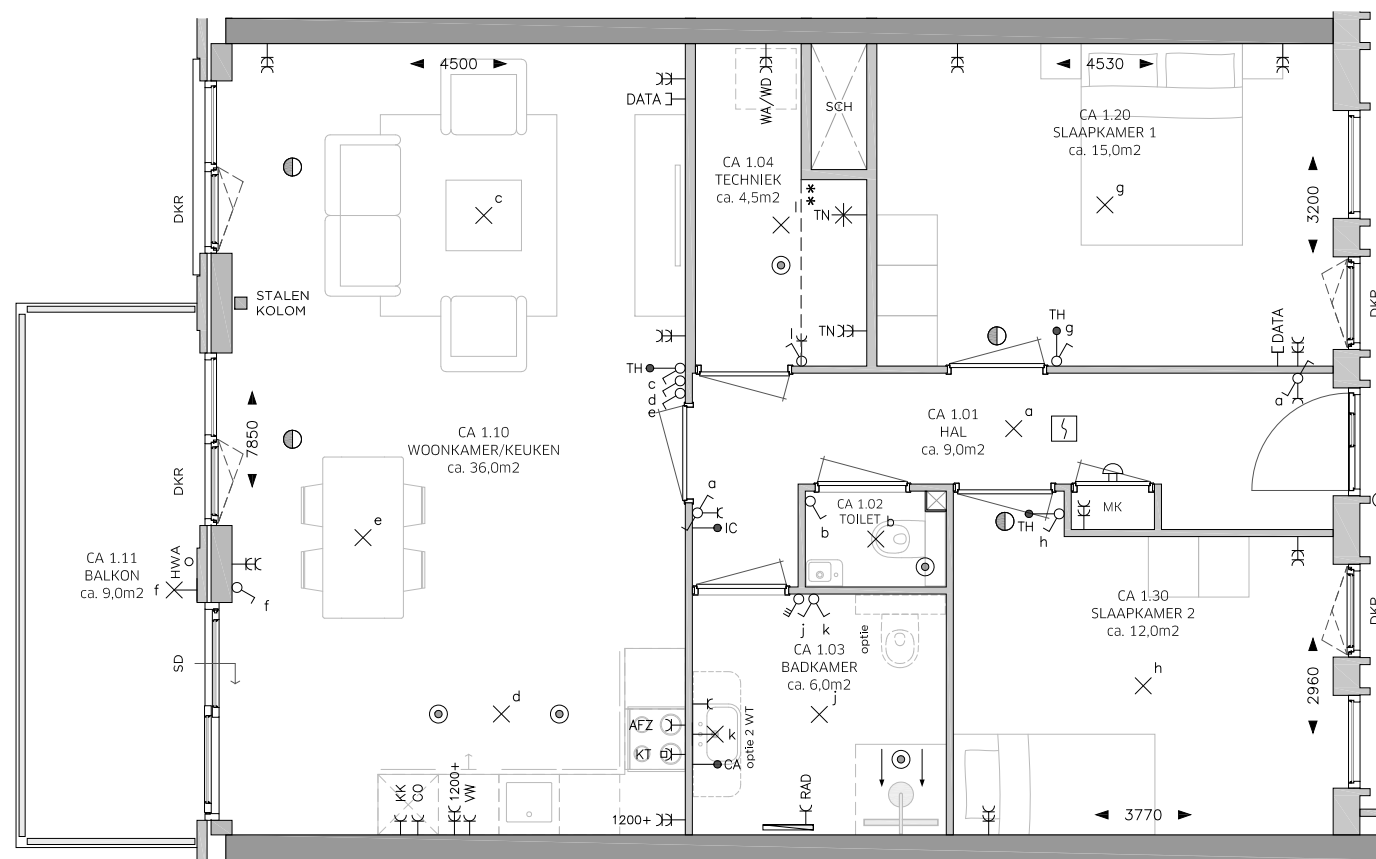 4500
4530
DATA
WA/WD
SCH
CA 1.20
SLAAPKAMER 1
ca. 15,0m2
CA 1.04
TECHNIEK
ca. 4,5m2
DKR
c
g
l
**
TN
3200
STALEN
KOLOM
TN
l
TH
g
DATA
DKR
TH
c
d
e
a
7850
CA 1.10
WOONKAMER/KEUKEN
ca. 36,0m2
CA 1.01
HAL
ca. 9,0m2
a
DKR
a
IC
CA 1.02
TOILET
b
b
TH
h
MK
e
HWA
CA 1.11
BALKON
ca. 9,0m2
f
f
CA 1.30
SLAAPKAMER 2
ca. 12,0m2
DKR
j
k
optie
CA 1.03
BADKAMER
ca. 6,0m2
SD
h
2960
d
j
AFZ
k
KT
CA
optie 2 WT
KK
CO
1200+
VW
RAD
1200+
3770